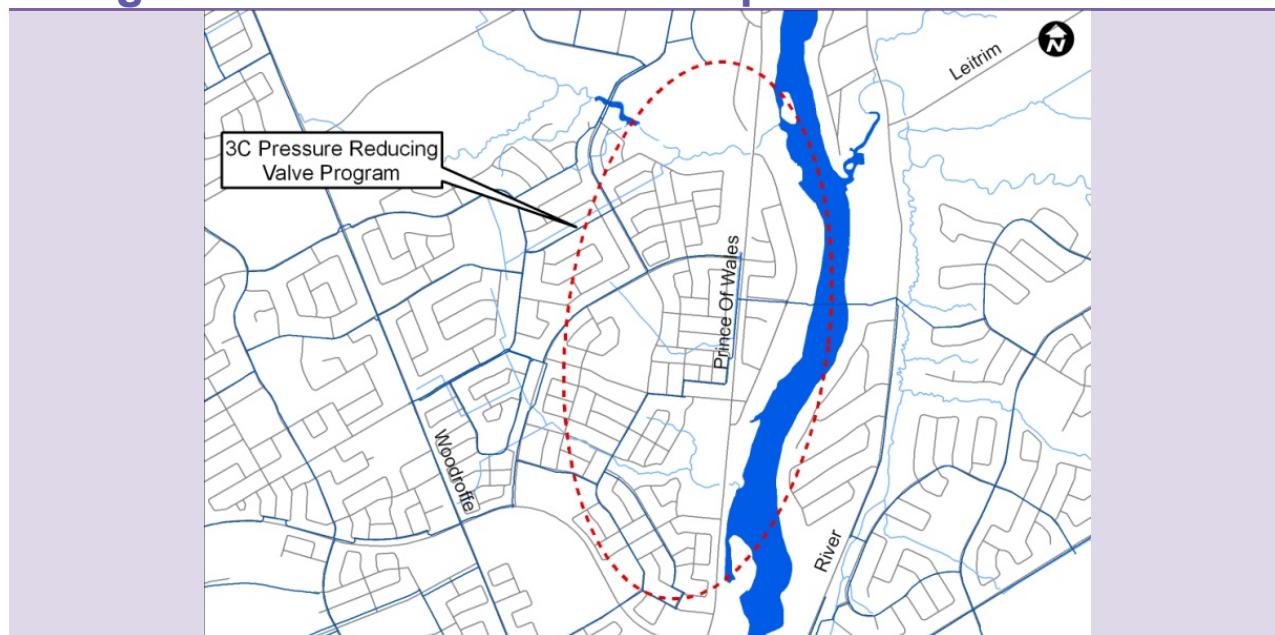 N
Leitrim
3C Pressure Reducing
Valve Program
Prince Of Wales
Woodroffe
River